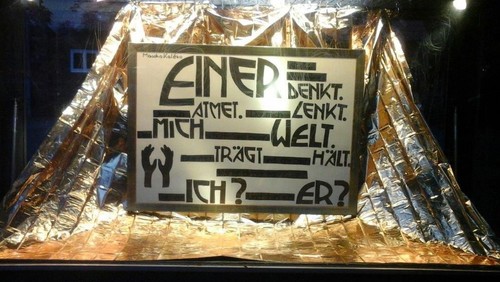 EINER
DENKT.
ATMET. LENKT.
MICH WELT.
TRÄGT HÄLT.
ICH? ER?